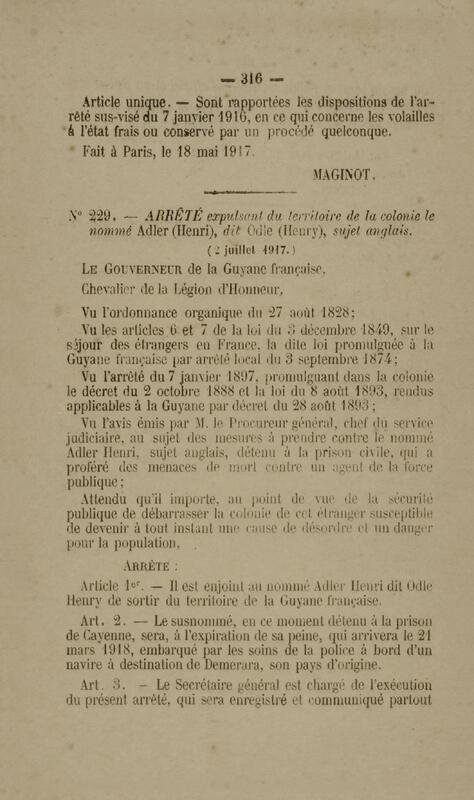 — 316 —
Article unique. — Sont rapportées les dispositions de l'ar-
rêté sus-visé du 7 janvier 1916, en ce qui concerne les volailles
à l'état frais ou conservé par un procédé quelconque.
Fait à Paris, le 18 mai 1917.
MAGINOT.
N° 229. — ARRÊTÉ expulsant du territoire de la colonie le
nommé Adler (Henri), dit Odle (Henry), sujet anglais.
(2 juillet 1917.)
LE GOUVERNEUR de la Guyane française,
Chevalier de la Légion d'Honneur,
Vu l'ordonnance organique du 27 août 1828;
Vu les articles 6 et 7 de la loi du 3 décembre 1849, sur le
séjour des étrangers en France, la dite loi promulguée à la
Guyane française par arrêté local du 3 septembre 1874;
Vu l'arrêté du 7 janvier 1897, promulguant dans la colonie
le décret du 2 octobre 1888 et la loi du 8 août 1893, rendus
applicables à la Guyane par décret du 28 août 1893;
Vu l'avis émis par M. le Procureur général, chef du service
judiciaire, au sujet des mesures à prendre contre le nommé
Adler Henri, sujet anglais, détenu à la prison civile, qui a
proféré des menaces de mort contre un agent de la force
publique;
Attendu qu'il importe, au point de vue de la sécurité
publique de débarrasser la colonie de cet étranger susceptible
de devenir à tout instant une cause de désordre et un danger
pour la population,
ARRÊTE :
Article 1er. — Il est enjoint au nommé Adler Henri dit Odle
Henry de sortir du territoire de la Guyane française.
Art. 2. — Le susnommé, en ce moment détenu à la prison
de Cayenne, sera, à l'expiration de sa peine, qui arrivera le 21
mars 1918, embarqué par les soins de la police à bord d'un
navire à destination de Demerara, son pays d'origine.
Art. 3. — Le Secrétaire général est chargé de l'exécution
du présent arrêté, qui sera enregistré et communiqué partout